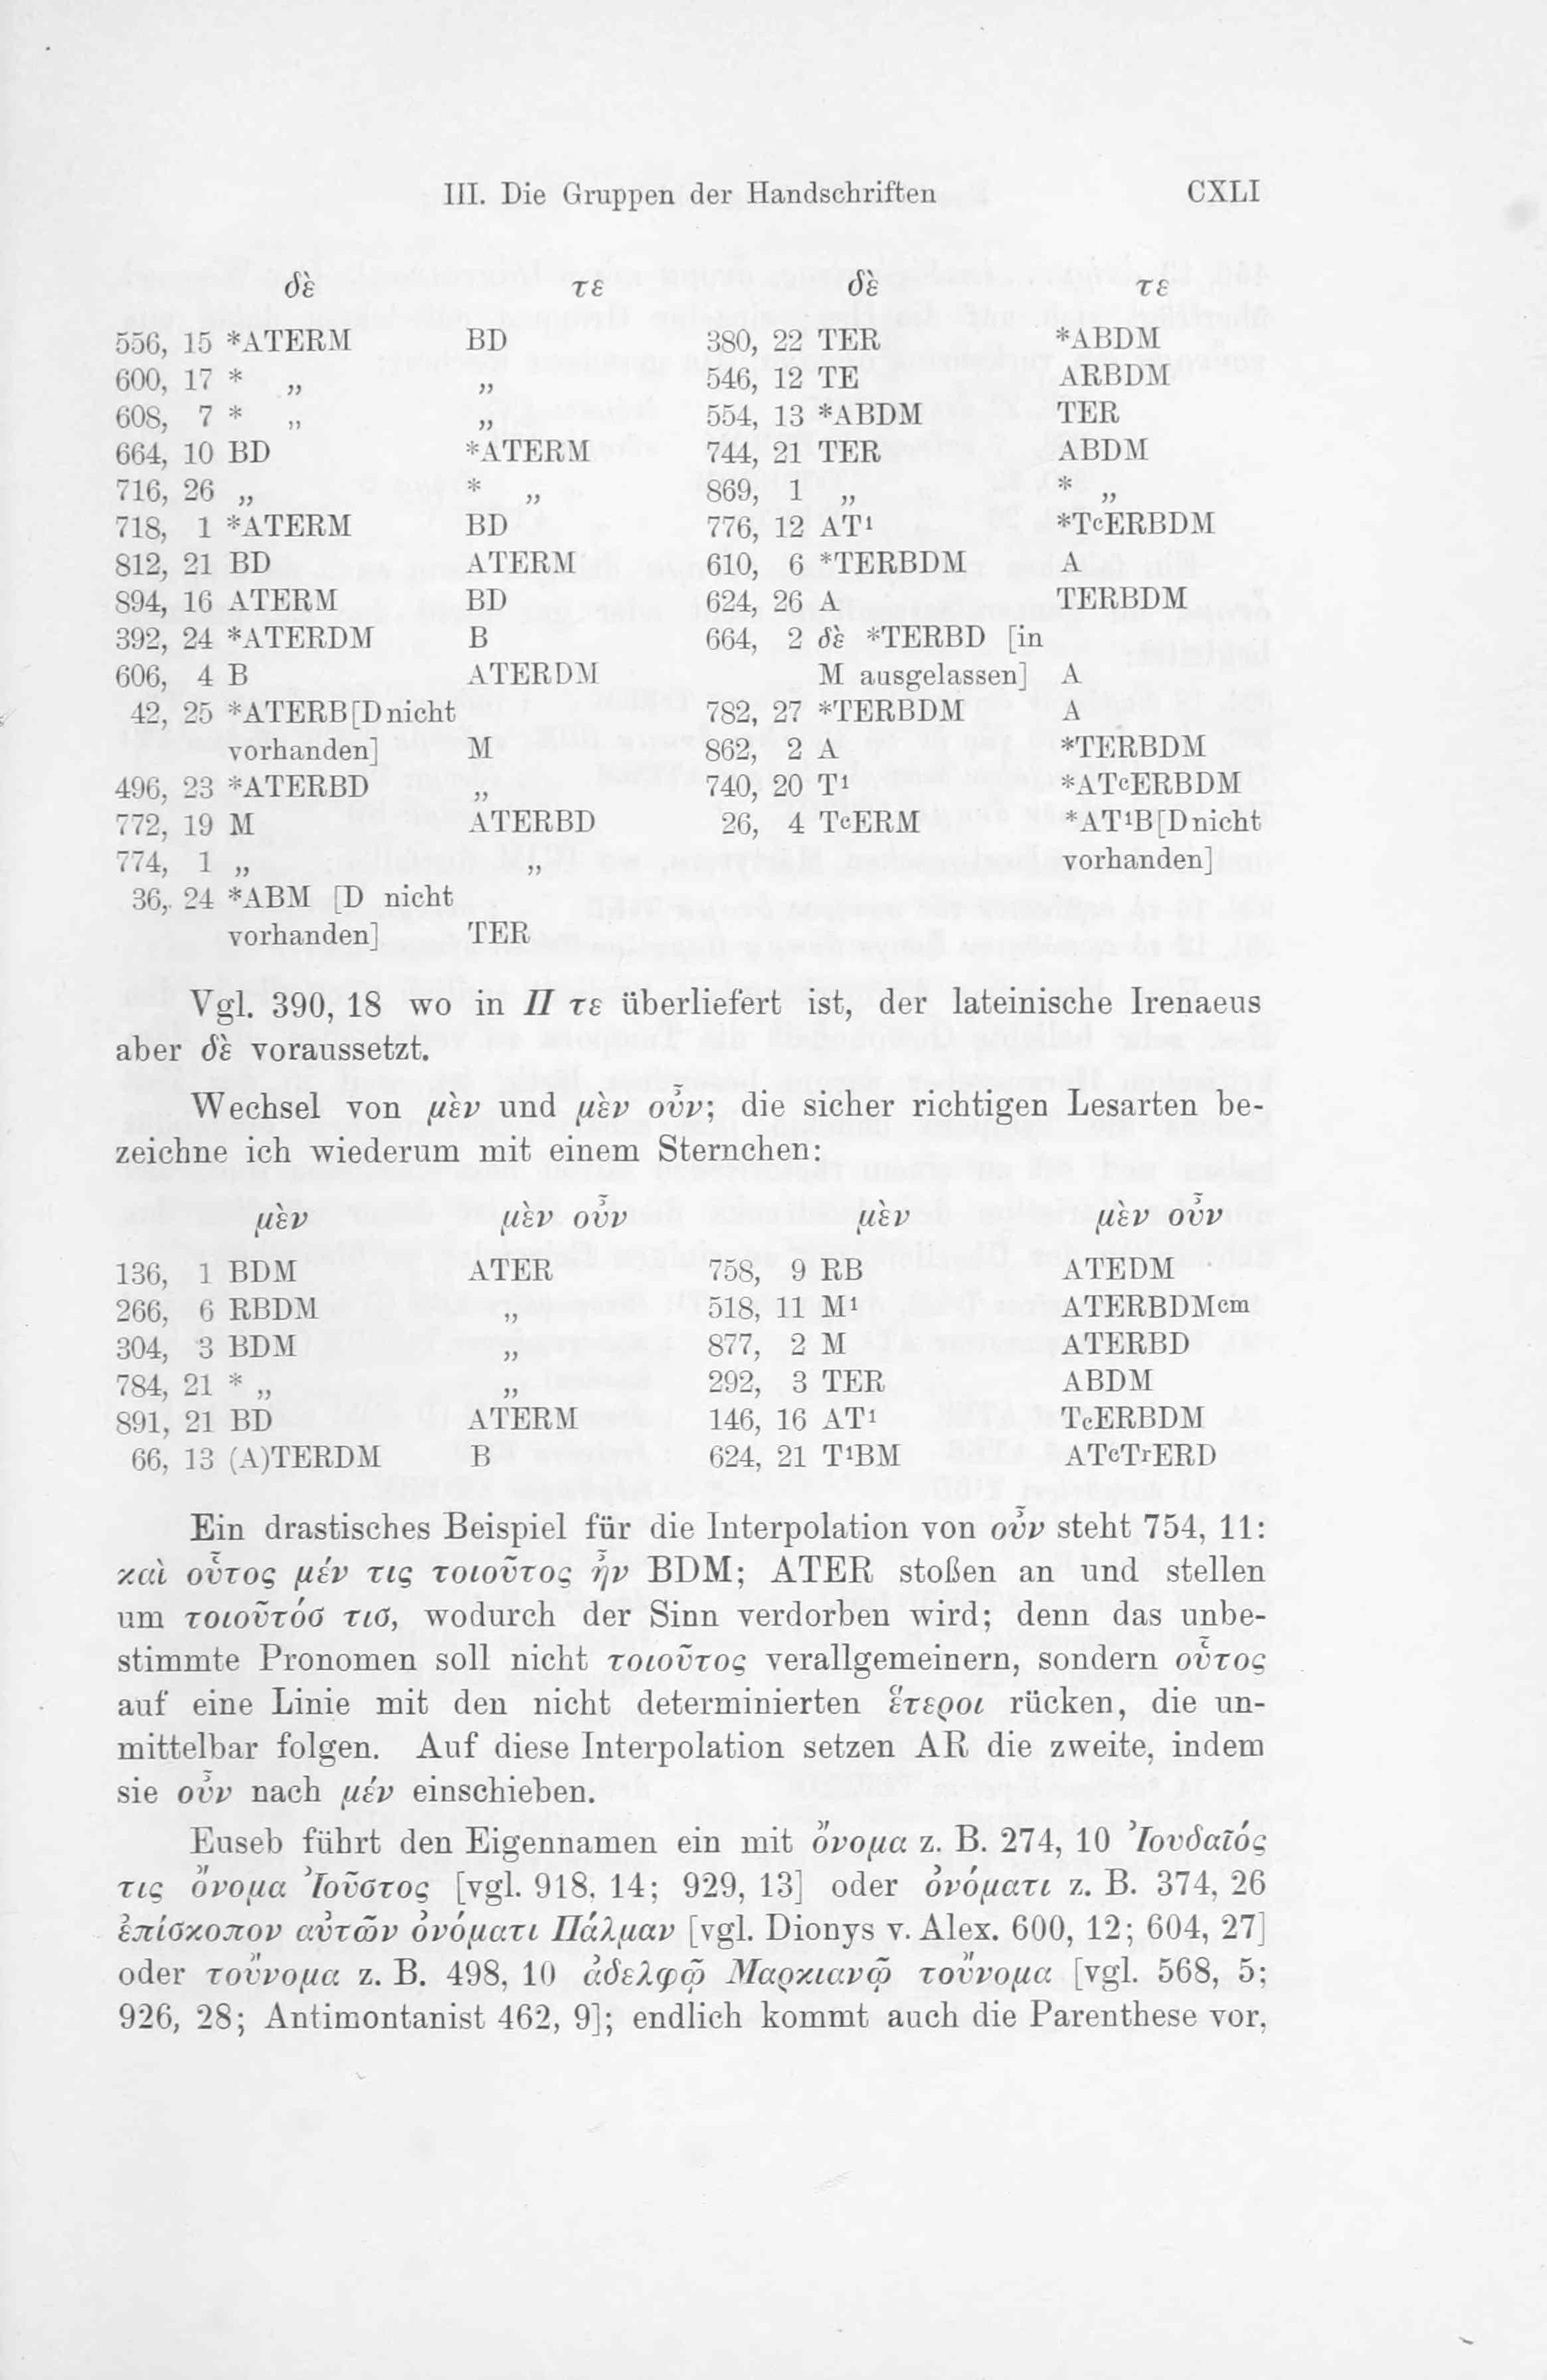 III. Die Gruppen der Handschriften CXLI
δὲ τε δὲ τε
556, 15 *ATERM BD 380, 22 TER *ABDM
600, 17 * „ „ 546, 12 TE ARBDM
608, 7 * „ „ 554, 13 *ABDM TER
664, 10 BD *ATERM 744, 21 TER ABDM
716, 26 „ * „ 869, 1 „ * „
718, 1 *ATERM BD 776, 12 AT¹ *TᶜERBDM
812, 21 BD ATERM 610, 6 *TERBDM A
894, 16 ATERM BD 624, 26 A TERBDM
392, 24 *ATERDM B 664, 2 δὲ *TERBD [in
606, 4 B ATERDM M ausgelassen] A
42, 25 *ATERB[D nicht 782, 27 *TERBDM A
vorhanden] M 862, 2 A *TERBDM
496, 23 *ATERBD „ 740, 20 T¹ *ATᶜERBDM
772, 19 M ATERBD 26, 4 TᶜERM *AT¹B[D nicht
774, 1 „ „ vorhanden]
36, 24 *ABM [D nicht
vorhanden] TER
Vgl. 390, 18 wo in Π τε überliefert ist, der lateinische Irenaeus
aber δὲ voraussetzt.
Wechsel von μὲν und μὲν οὖν; die sicher richtigen Lesarten be-
zeichne ich wiederum mit einem Sternchen:
μὲν μὲν οὖν μὲν μὲν οὖν
136, 1 BDM ATER 758, 9 RB ATEDM
266, 6 RBDM „ 518, 11 M¹ ATERBDMᶜᵐ
304, 3 BDM „ 877, 2 M ATERBD
784, 21 * „ „ 292, 3 TER ABDM
891, 21 BD ATERM 146, 16 AT¹ TᶜERBDM
66, 13 (A)TERDM B 624, 21 T¹BM ATᶜTʳERD
Ein drastisches Beispiel für die Interpolation von οὖν steht 754, 11:
καὶ οὗτος μέν τις τοιοῦτος ἦν BDM; ATER stoßen an und stellen
um τοιοῦτόσ τισ, wodurch der Sinn verdorben wird; denn das unbe-
stimmte Pronomen soll nicht τοιοῦτος verallgemeinern, sondern οὗτος
auf eine Linie mit den nicht determinierten ἕτεροι rücken, die un-
mittelbar folgen. Auf diese Interpolation setzen AR die zweite, indem
sie οὖν nach μέν einschieben.
Euseb führt den Eigennamen ein mit ὄνομα z. B. 274, 10 Ἰουδαῖός
τις ὄνομα Ἰοῦστος [vgl. 918, 14; 929, 13] oder ὀνόματι z. B. 374, 26
ἐπίσκοπον αὐτῶν ὀνόματι Πάλμαν [vgl. Dionys v. Alex. 600, 12; 604, 27]
oder τοὔνομα z. B. 498, 10 ἀδελφῷ Μαρκιανῷ τοὔνομα [vgl. 568, 5;
926, 28; Antimontanist 462, 9]; endlich kommt auch die Parenthese vor,